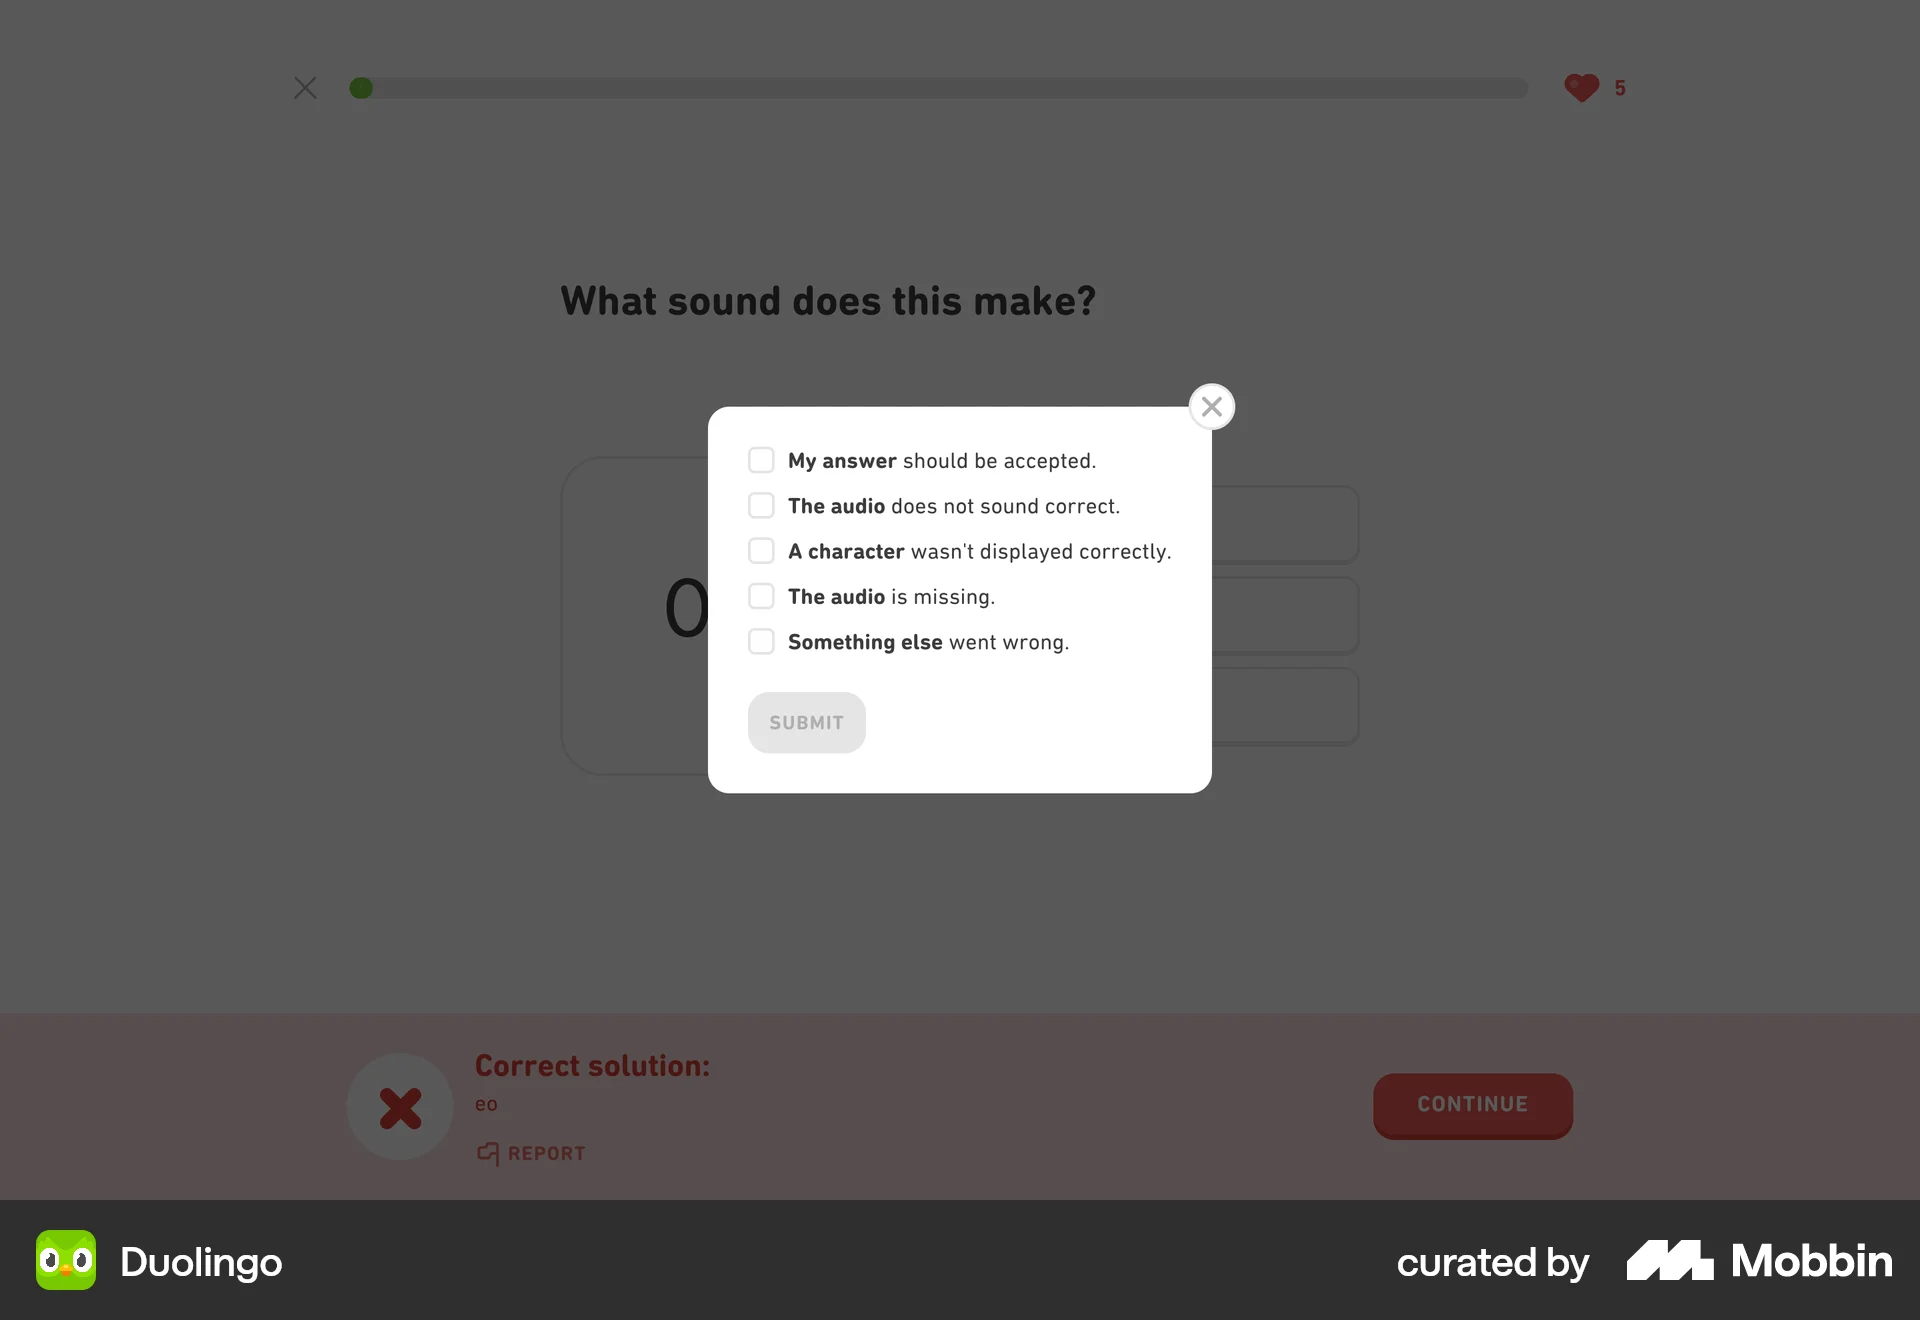 5
What sound does this make?
My answer should be accepted.
The audio does not sound correct.
A character wasn't displayed correctly.
The audio is missing.
Something else went wrong.
SUBMIT
Correct solution:
eo
REPORT
CONTINUE
Duolingo
curated by Mobbin